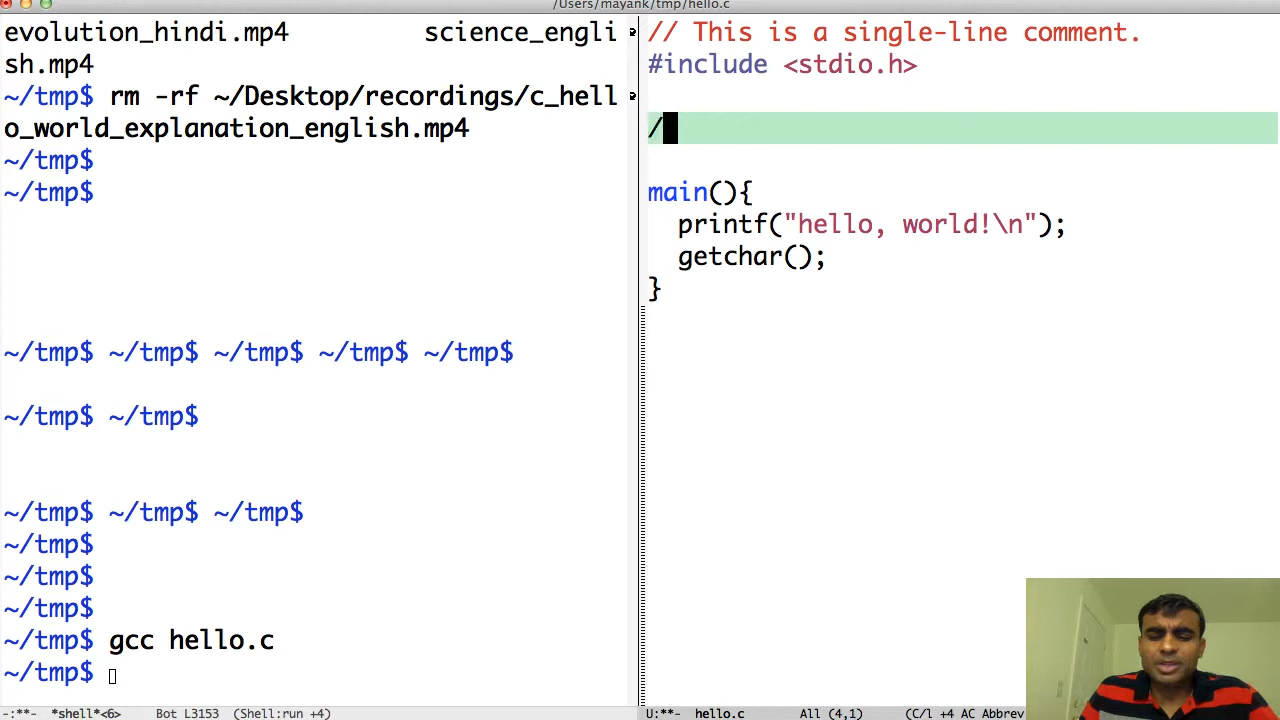 /Users/mayank/tmp/hello.c
evolution_hindi.mp4 science_engli
sh.mp4
~/tmp$ rm -rf ~/Desktop/recordings/c_hell
o_world_explanation_english.mp4
~/tmp$
~/tmp$
~/tmp$ ~/tmp$ ~/tmp$ ~/tmp$ ~/tmp$
~/tmp$ ~/tmp$
~/tmp$ ~/tmp$ ~/tmp$
~/tmp$
~/tmp$
~/tmp$
~/tmp$ gcc hello.c
~/tmp$
-:**- *shell*<6> Bot L3153 (Shell:run +4)
// This is a single-line comment.
#include <stdio.h>
/
main(){
printf("hello, world!\n");
getchar();
}
U:**- hello.c All (4,1) (C/l +4 AC Abbrev